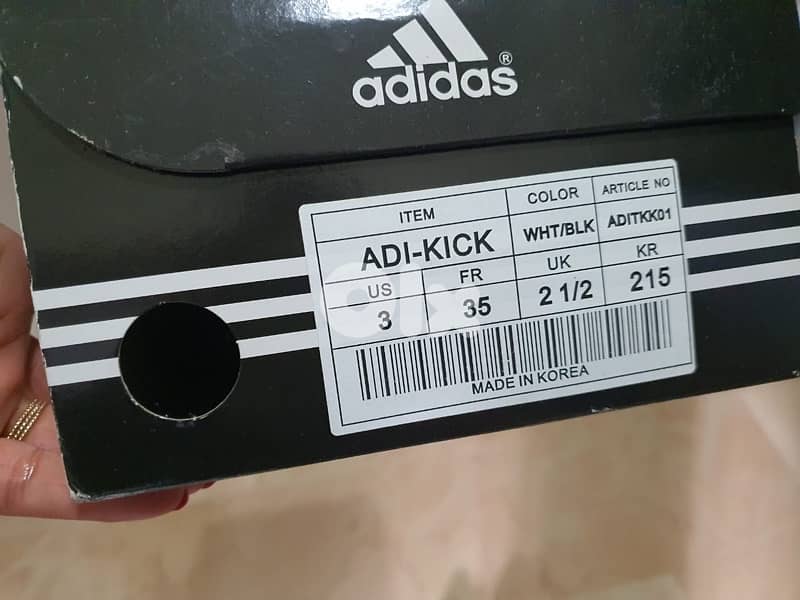 adidas®
ITEM COLOR ARTICLE NO
ADI-KICK WHT/BLK ADITKK01
US FR UK KR
3 35 2 1/2 215
MADE IN KOREA
olx